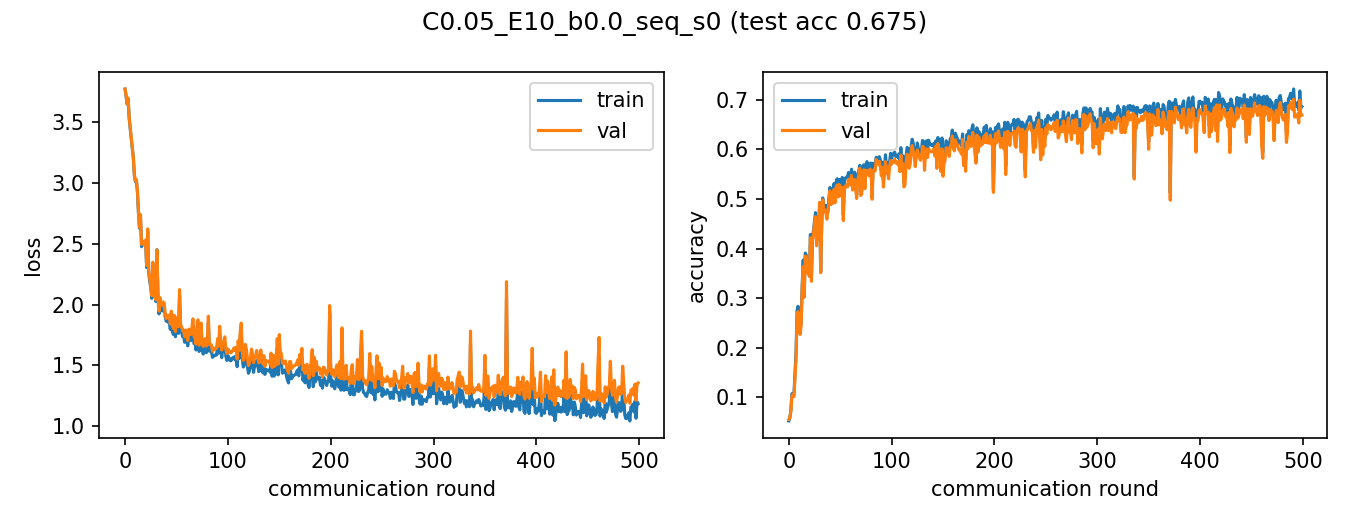 C0.05_E10_b0.0_seq_s0 (test acc 0.675)
loss
3.5
3.0
2.5
2.0
1.5
1.0
train
val
0
100
200
300
400
500
communication round
accuracy
0.7
0.6
0.5
0.4
0.3
0.2
0.1
train
val
0
100
200
300
400
500
communication round